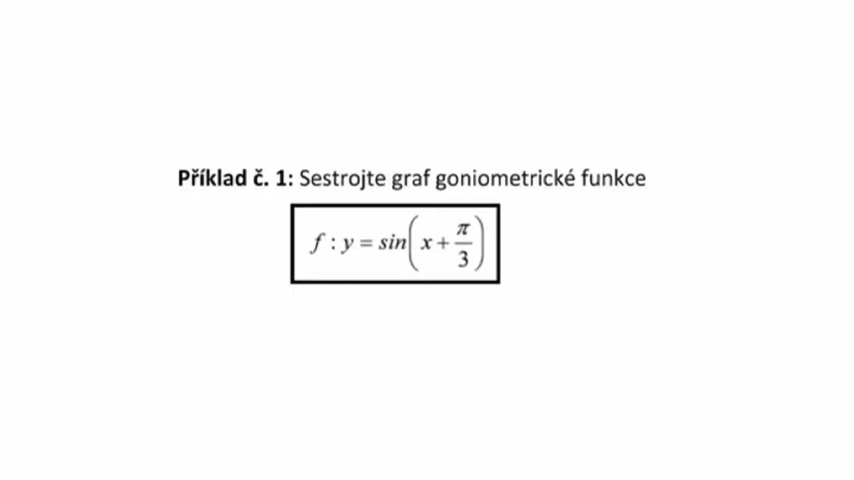 Příklad č. 1: Sestrojte graf goniometrické funkce
f : y = sin(x + π/3)